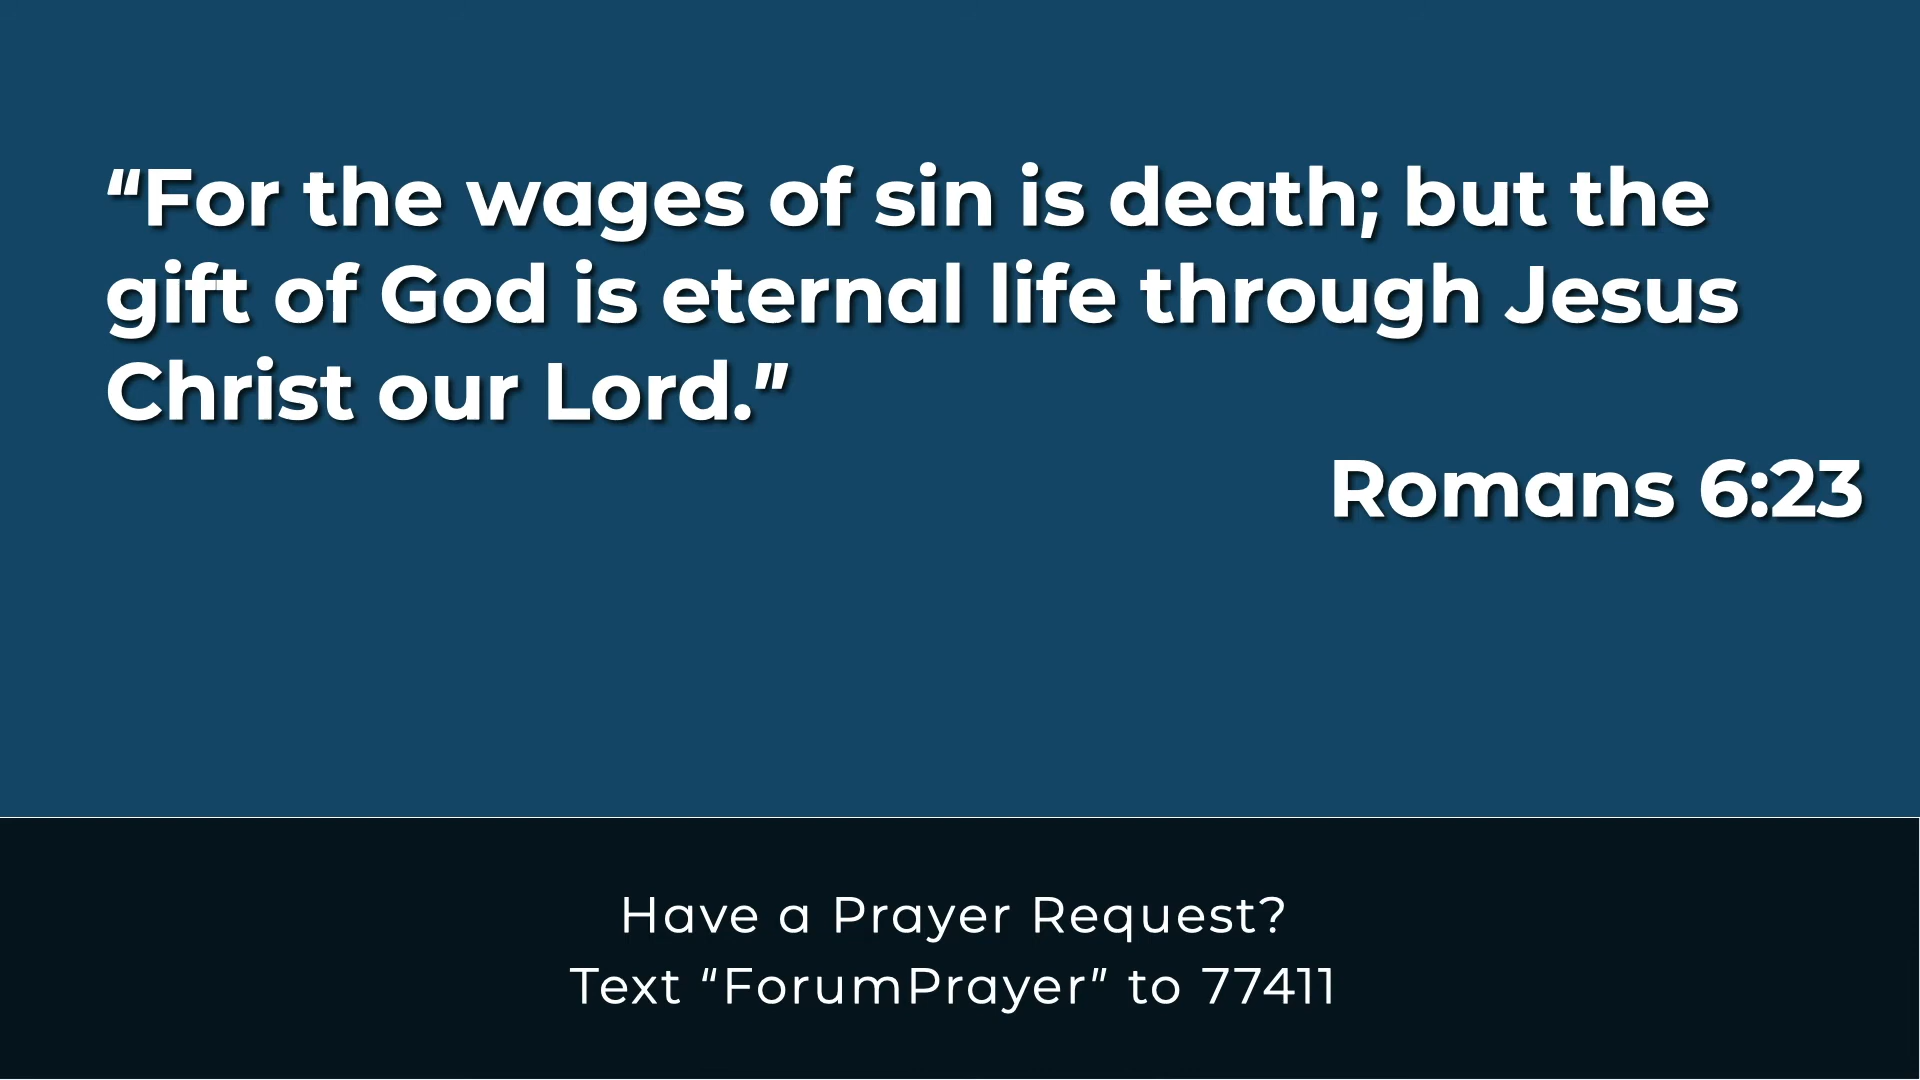 “For the wages of sin is death; but the
gift of God is eternal life through Jesus
Christ our Lord.”
Romans 6:23
Have a Prayer Request?
Text “ForumPrayer” to 77411